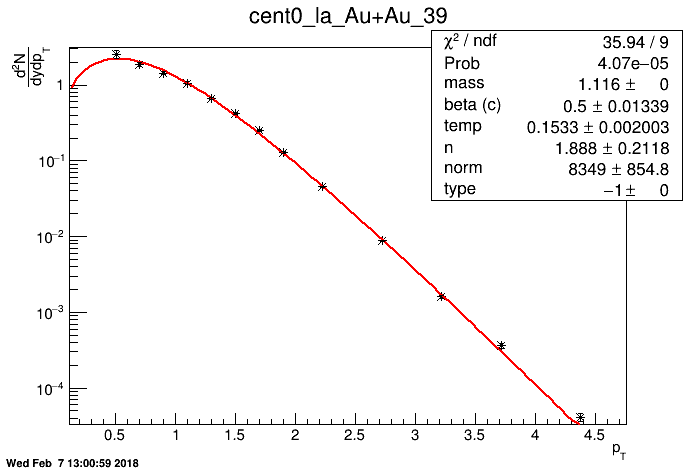 cent0_la_Au+Au_39
χ² / ndf 35.94 / 9
Prob 4.07e−05
mass 1.116 ± 0
beta (c) 0.5 ± 0.01339
temp 0.1533 ± 0.002003
n 1.888 ± 0.2118
norm 8349 ± 854.8
type −1 ± 0
d²N
dydp_T
1
10⁻¹
10⁻²
10⁻³
10⁻⁴
0.5 1 1.5 2 2.5 3 3.5 4 4.5
p_T
Wed Feb 7 13:00:59 2018